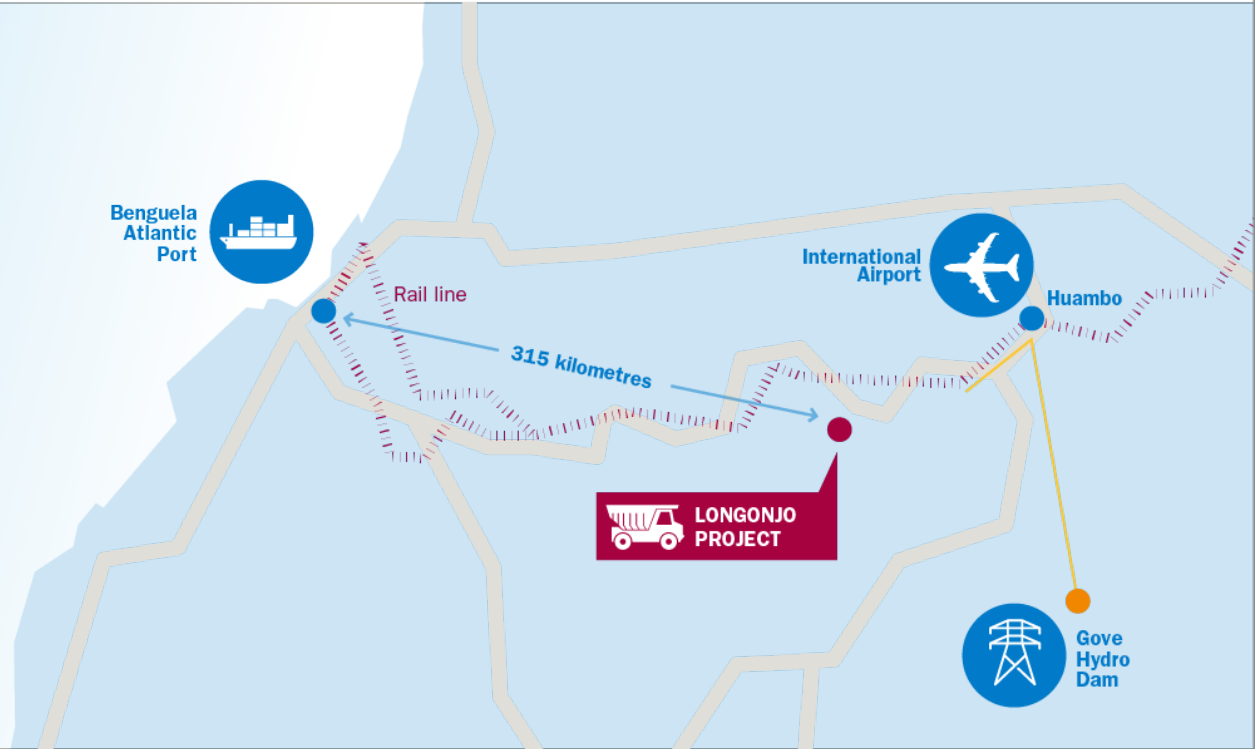 Benguela
Atlantic
Port
Rail line
315 kilometres
International
Airport
Huambo
LONGONJO
PROJECT
Gove
Hydro
Dam